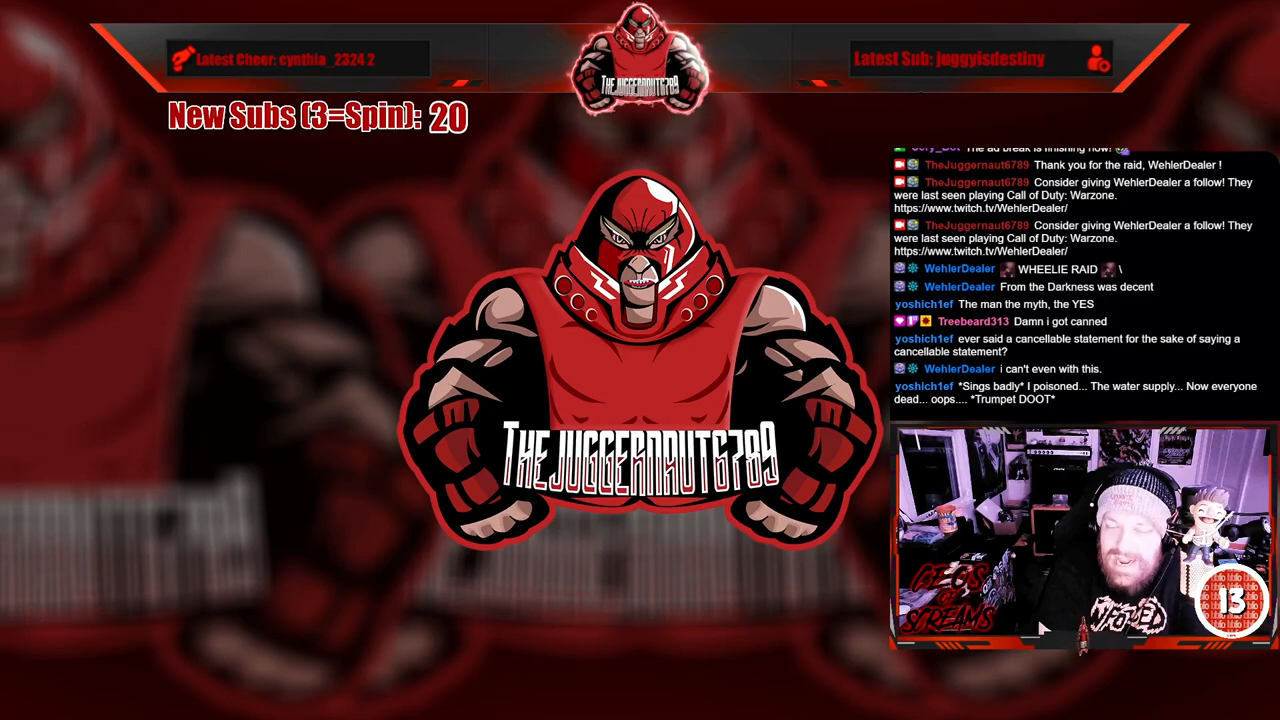 Latest Cheer: cynthia_2324 2
THEJUGGERNAUT6789
Latest Sub: juggyisdestiny
New Subs (3=Spin): 20
The ad break is finishing now!
TheJuggernaut6789 Thank you for the raid, WehlerDealer !
TheJuggernaut6789 Consider giving WehlerDealer a follow! They
were last seen playing Call of Duty: Warzone.
https://www.twitch.tv/WehlerDealer/
TheJuggernaut6789 Consider giving WehlerDealer a follow! They
were last seen playing Call of Duty: Warzone.
https://www.twitch.tv/WehlerDealer/
WehlerDealer WHEELIE RAID \
WehlerDealer From the Darkness was decent
yoshich1ef The man the myth, the YES
Treebeard313 Damn i got canned
yoshich1ef ever said a cancellable statement for the sake of saying a
cancellable statement?
WehlerDealer i can't even with this.
yoshich1ef *Sings badly* I poisoned... The water supply... Now everyone
dead... oops.... *Trumpet DOOT*
THEJUGGERNAUT6789
OF
SCREAMS
13